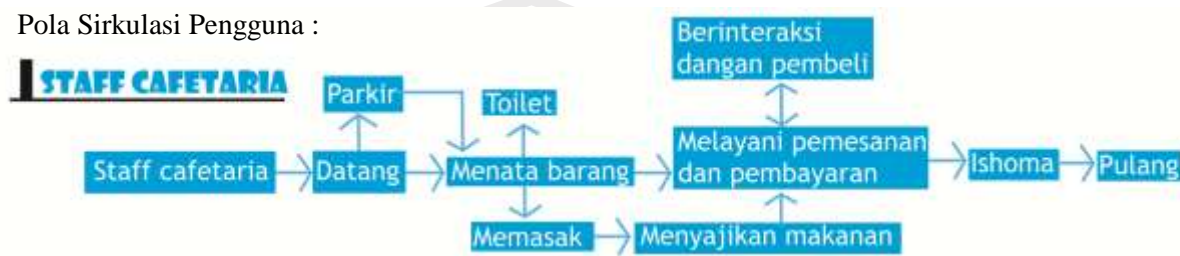 Pola Sirkulasi Pengguna :
STAFF CAFETARIA
Berinteraksi
dangan pembeli
Parkir
Toilet
Staff cafetaria
Datang
Menata barang
Melayani pemesanan
dan pembayaran
Ishoma
Pulang
Memasak
Menyajikan makanan